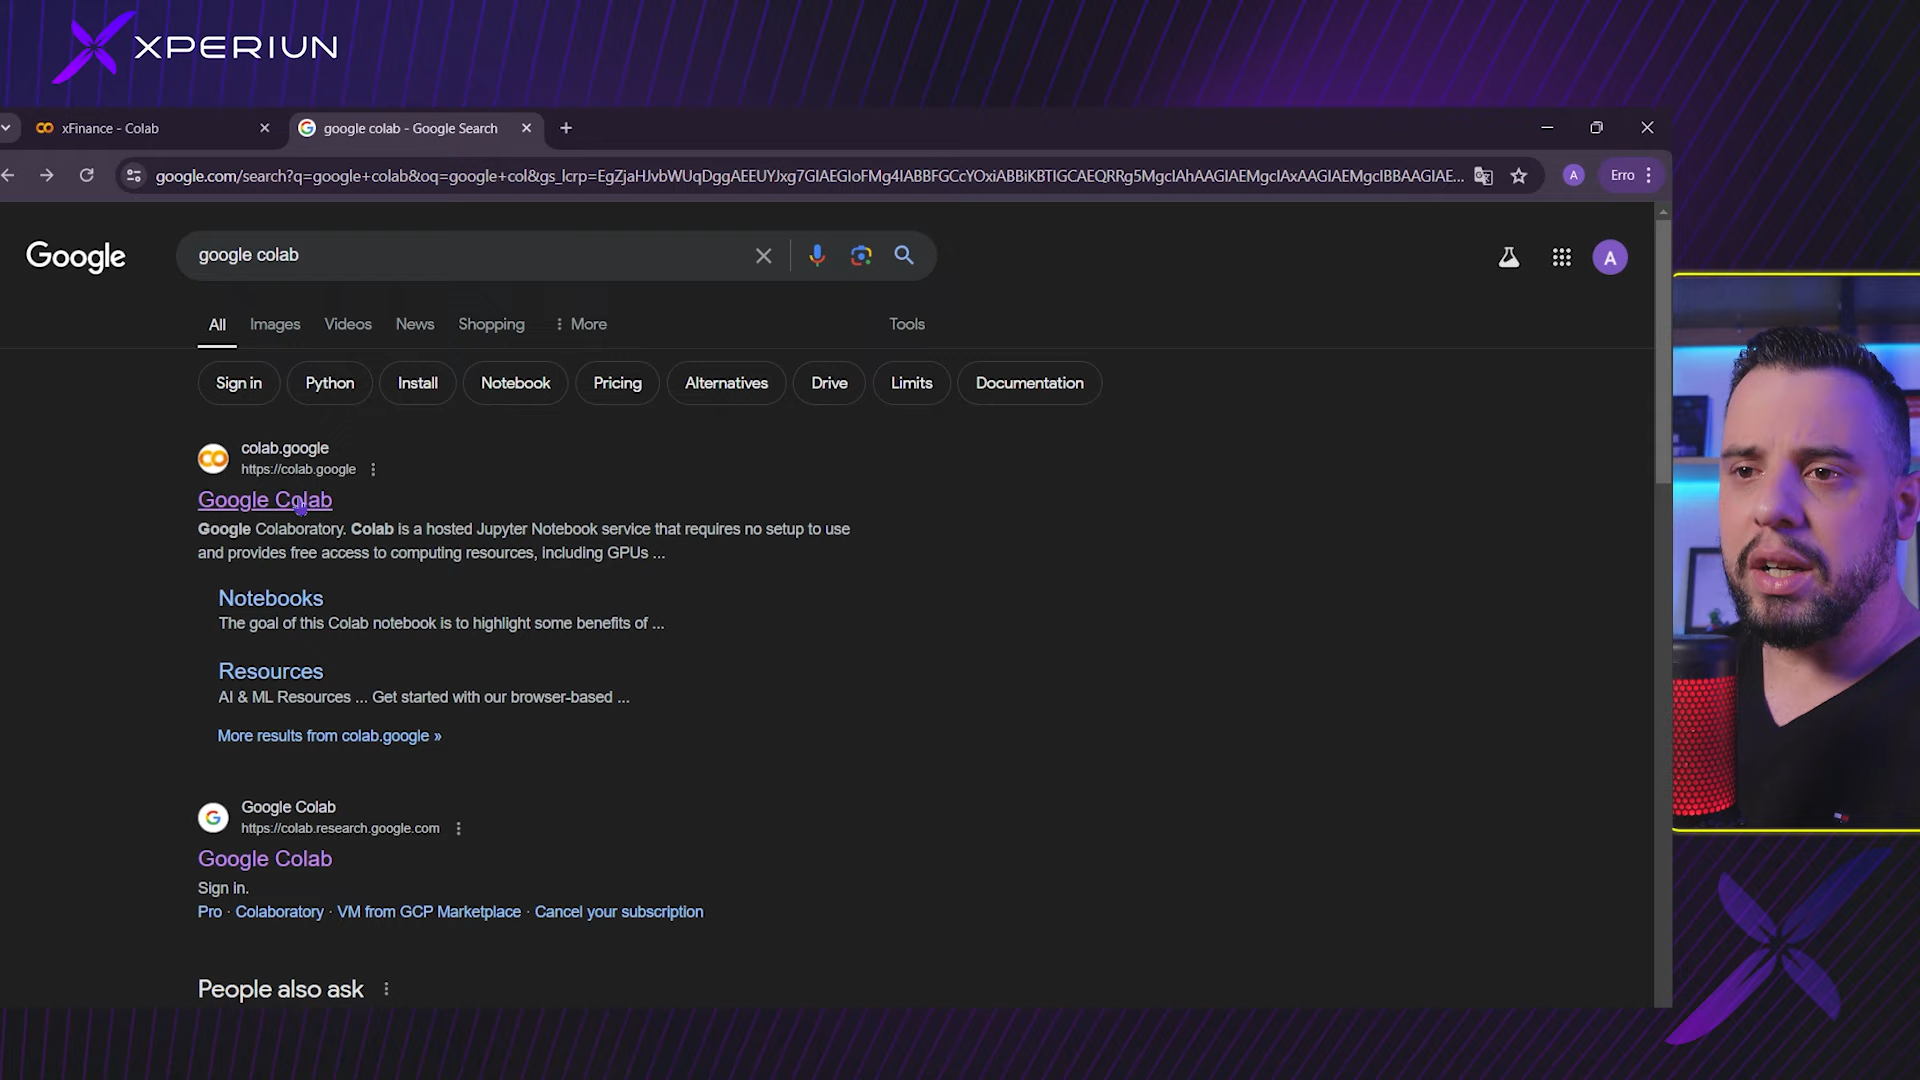 XPERIUN
xFinance - Colab
google colab - Google Search
google.com/search?q=google+colab&oq=google+col&gs_lcrp=EgZjaHJvbWUqDggAEEUYJxg7GIAEGIoFMg4IABBFGCcYOxiABBiKBTIGCAEQRRg5MgcIAhAAGIAEMgcIAxAAGIAEMgcIBBAAGIAE...
A
Erro
Google
google colab
A
All
Images
Videos
News
Shopping
More
Tools
Sign in
Python
Install
Notebook
Pricing
Alternatives
Drive
Limits
Documentation
colab.google
https://colab.google
Google Colab
Google Colaboratory. Colab is a hosted Jupyter Notebook service that requires no setup to use
and provides free access to computing resources, including GPUs ...
Notebooks
The goal of this Colab notebook is to highlight some benefits of ...
Resources
AI & ML Resources ... Get started with our browser-based ...
More results from colab.google »
Google Colab
https://colab.research.google.com
Google Colab
Sign in.
Pro · Colaboratory · VM from GCP Marketplace · Cancel your subscription
People also ask